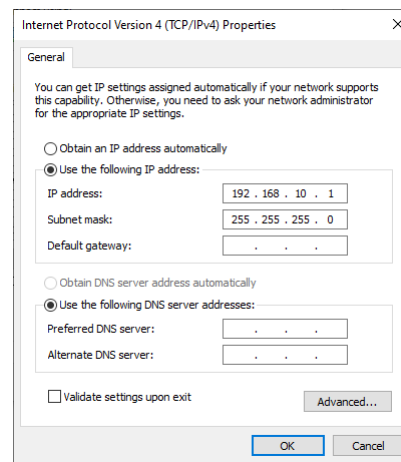 Internet Protocol Version 4 (TCP/IPv4) Properties
General
You can get IP settings assigned automatically if your network supports
this capability. Otherwise, you need to ask your network administrator
for the appropriate IP settings.
Obtain an IP address automatically
Use the following IP address:
IP address: 192 . 168 . 10 . 1
Subnet mask: 255 . 255 . 255 . 0
Default gateway: . . .
Obtain DNS server address automatically
Use the following DNS server addresses:
Preferred DNS server: . . .
Alternate DNS server: . . .
Validate settings upon exit
Advanced...
OK Cancel